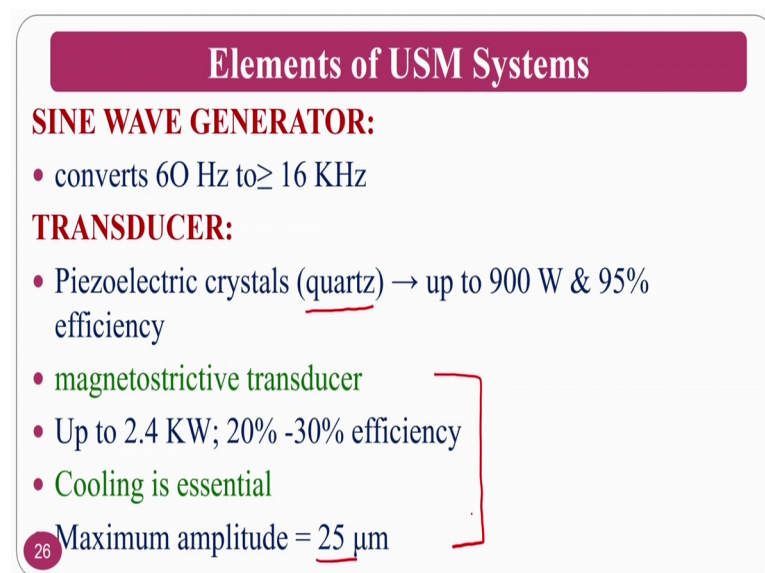 Elements of USM Systems
SINE WAVE GENERATOR:
• converts 6O Hz to≥ 16 KHz
TRANSDUCER:
• Piezoelectric crystals (quartz) → up to 900 W & 95%
efficiency
• magnetostrictive transducer
• Up to 2.4 KW; 20% -30% efficiency
• Cooling is essential
Maximum amplitude = 25 μm
26